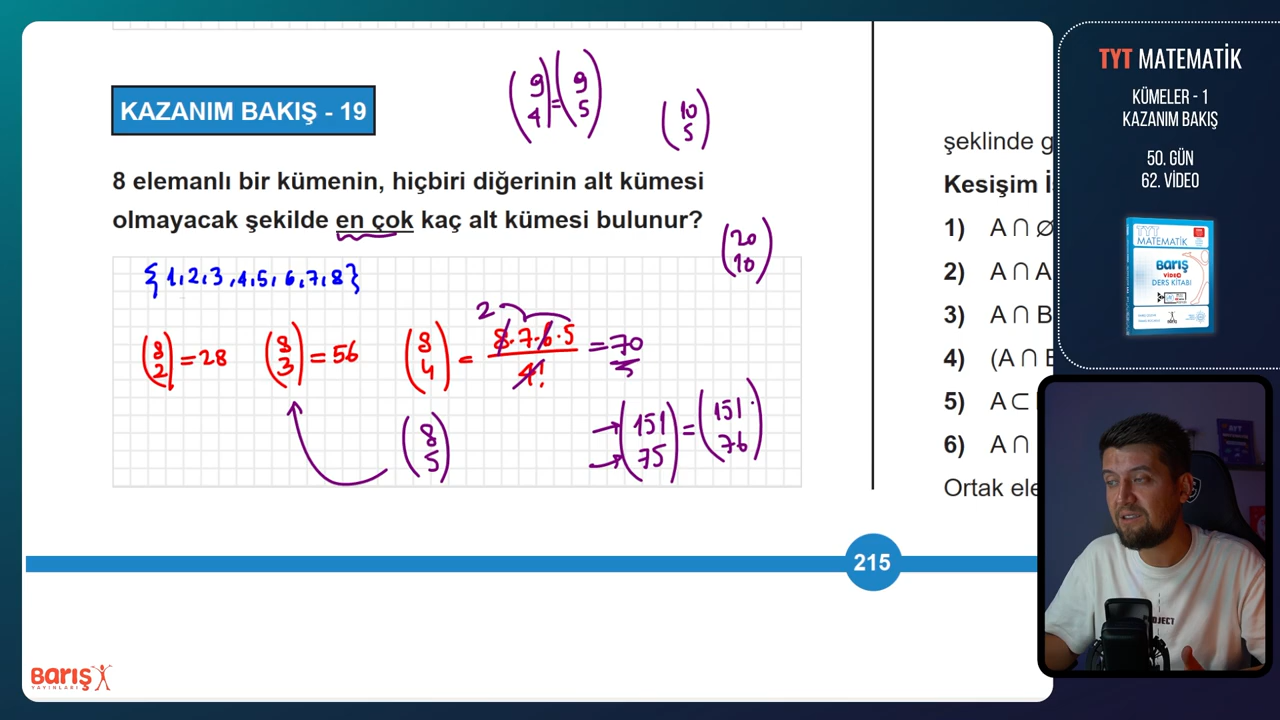 KAZANIM BAKIŞ - 19
(9 4) = (9 5)
(10 5)
8 elemanlı bir kümenin, hiçbiri diğerinin alt kümesi
olmayacak şekilde en çok kaç alt kümesi bulunur?
(20 10)
{1,2,3,4,5,6,7,8}
(8 2) = 28
(8 3) = 56
(8 4) = 8.7.6.5 / 4! = 70
2
(8 5)
(151 75) = (151 76)
215
BARIŞ
YAYINLARI
şeklinde g
Kesişim İ
1) A ∩ ∅
2) A ∩ A
3) A ∩ B
4) (A ∩ B
5) A ⊂
6) A ∩
Ortak ele
TYT MATEMATİK
KÜMELER - 1
KAZANIM BAKIŞ
50. GÜN
62. VİDEO
TYT
MATEMATİK
BARIŞ
VİDEO
DERS KİTABI